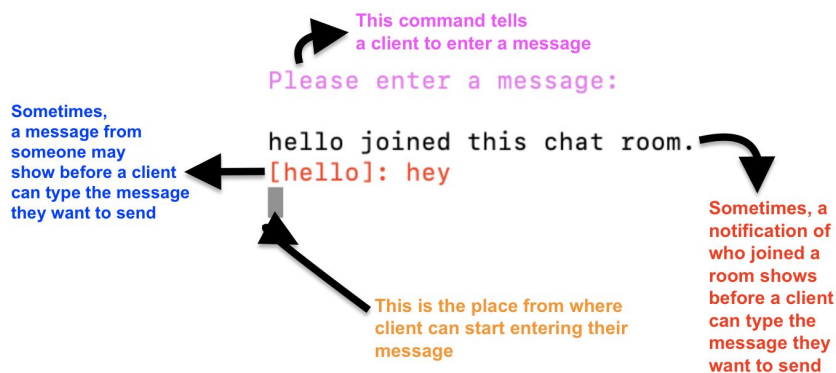 This command tells
a client to enter a message
Please enter a message:
Sometimes,
a message from
someone may
show before a client
can type the message
they want to send
hello joined this chat room.
[hello]: hey
Sometimes, a
notification of
who joined a
room shows
before a client
can type the
message they
want to send
This is the place from where
client can start entering their
message